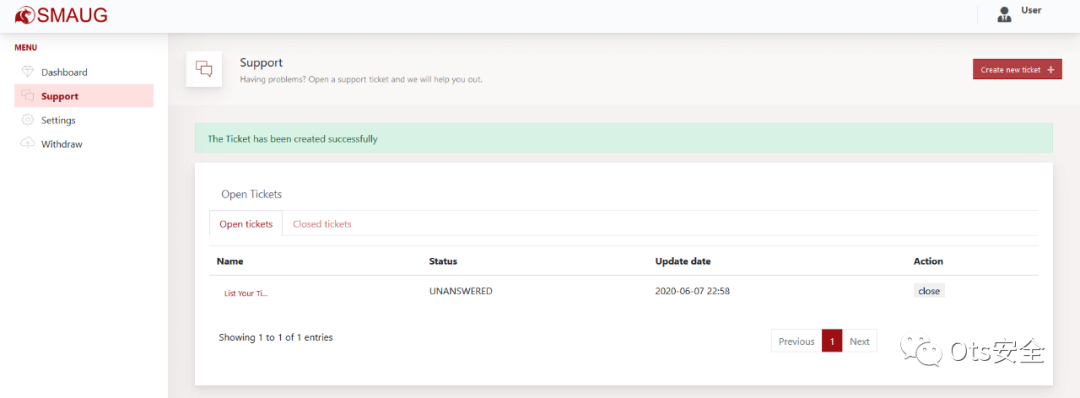 SMAUG
User
MENU
Dashboard
Support
Settings
Withdraw
Support
Having problems? Open a support ticket and we will help you out.
Create new ticket +
The Ticket has been created successfully
Open Tickets
Open tickets Closed tickets
Name Status Update date Action
List Your Ti... UNANSWERED 2020-06-07 22:58 close
Showing 1 to 1 of 1 entries
Previous 1 Next
Ots安全